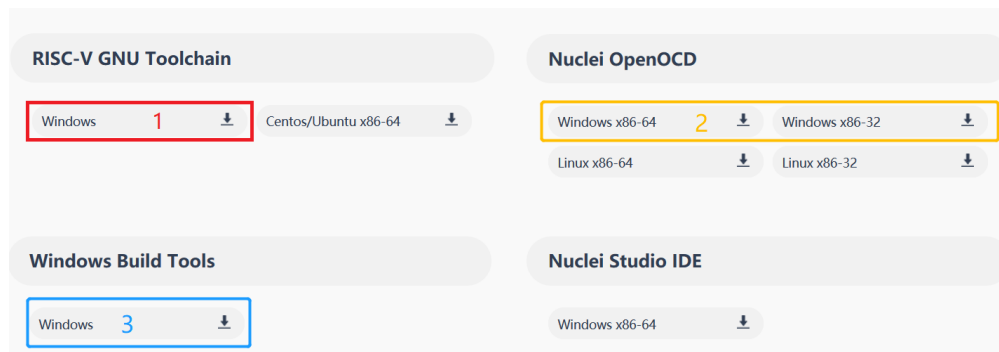 RISC-V GNU Toolchain
Windows 1
Centos/Ubuntu x86-64
Nuclei OpenOCD
Windows x86-64 2
Windows x86-32
Linux x86-64
Linux x86-32
Windows Build Tools
Windows 3
Nuclei Studio IDE
Windows x86-64